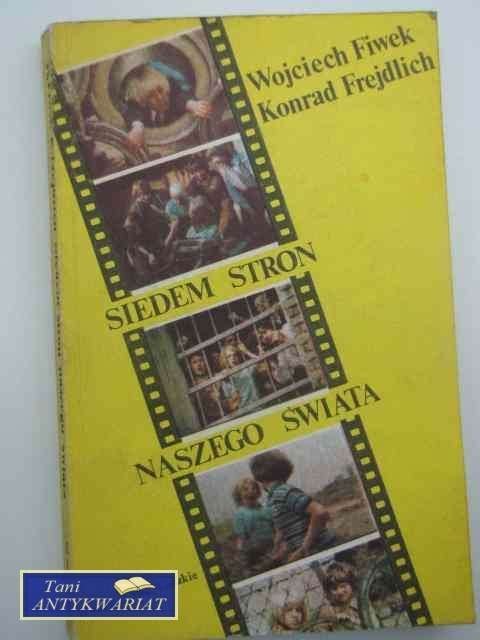 Wojciech Fiwek
Konrad Frejdlich
SIEDEM STRON
NASZEGO ŚWIATA
Tani
ANTYKWARIAT